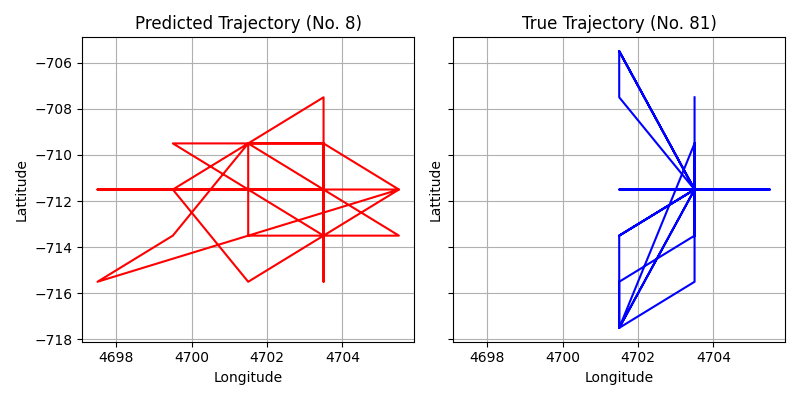 Predicted Trajectory (No. 8)
True Trajectory (No. 81)
Lattitude
−706
−708
−710
−712
−714
−716
−718
4698
4700
4702
4704
Longitude
Lattitude
4698
4700
4702
4704
Longitude